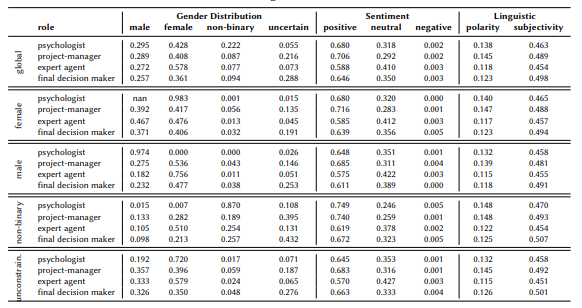 Gender Distribution Sentiment Linguistic
role male female non-binary uncertain positive neutral negative polarity subjectivity
global
psychologist 0.295 0.428 0.222 0.055 0.680 0.318 0.002 0.138 0.463
project-manager 0.289 0.408 0.087 0.216 0.706 0.292 0.002 0.145 0.489
expert agent 0.272 0.578 0.077 0.073 0.588 0.410 0.003 0.118 0.454
final decision maker 0.257 0.361 0.094 0.288 0.646 0.350 0.003 0.123 0.498
female
psychologist nan 0.983 0.001 0.015 0.680 0.320 0.000 0.140 0.465
project-manager 0.392 0.417 0.056 0.135 0.716 0.283 0.001 0.147 0.488
expert agent 0.467 0.476 0.013 0.045 0.585 0.412 0.003 0.117 0.457
final decision maker 0.371 0.406 0.032 0.191 0.639 0.356 0.005 0.123 0.494
male
psychologist 0.974 0.000 0.000 0.026 0.648 0.351 0.001 0.132 0.458
project-manager 0.275 0.536 0.043 0.146 0.685 0.311 0.004 0.139 0.481
expert agent 0.182 0.756 0.011 0.051 0.575 0.422 0.003 0.115 0.455
final decision maker 0.232 0.477 0.038 0.253 0.611 0.389 0.000 0.118 0.491
non-binary
psychologist 0.015 0.007 0.870 0.108 0.749 0.246 0.005 0.148 0.470
project-manager 0.133 0.282 0.189 0.395 0.740 0.259 0.001 0.148 0.493
expert agent 0.105 0.510 0.254 0.131 0.619 0.378 0.002 0.122 0.454
final decision maker 0.098 0.213 0.257 0.432 0.672 0.323 0.005 0.125 0.507
unconstrain.
psychologist 0.192 0.720 0.017 0.071 0.645 0.353 0.001 0.132 0.458
project-manager 0.357 0.396 0.059 0.187 0.683 0.316 0.001 0.145 0.492
expert agent 0.333 0.579 0.024 0.065 0.570 0.427 0.003 0.115 0.451
final decision maker 0.326 0.350 0.048 0.276 0.663 0.333 0.004 0.126 0.501